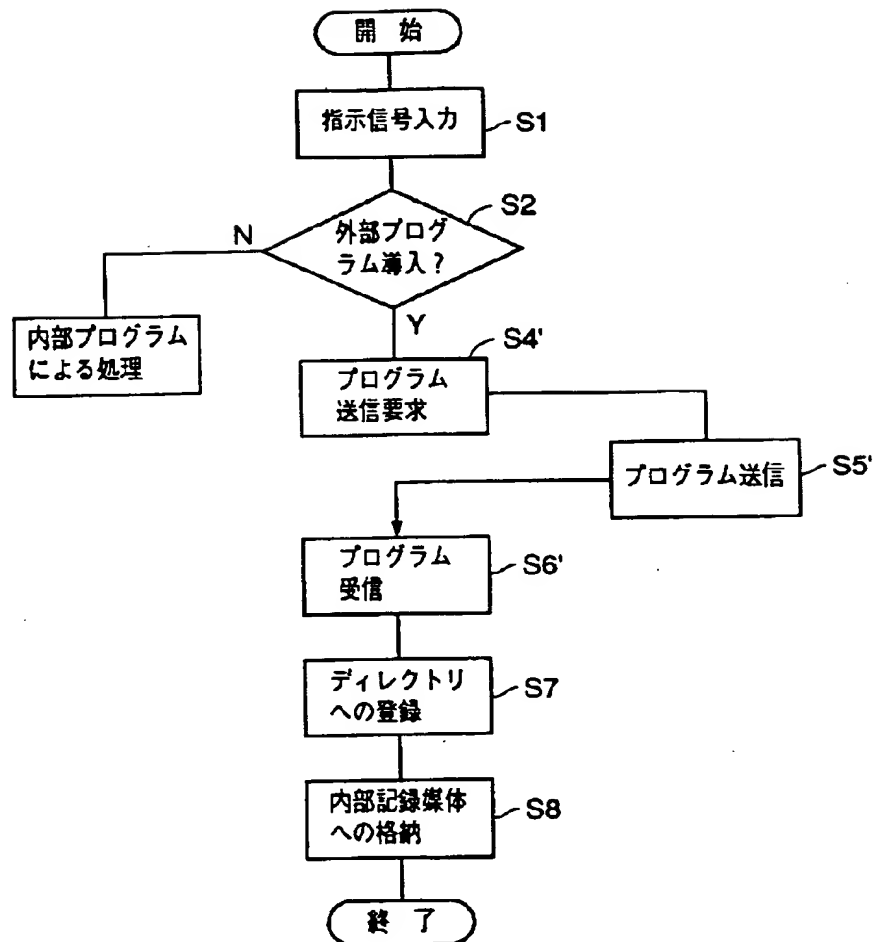 開 始
指示信号入力
S1
S2
外部プログ
ラム導入?
N
Y
内部プログラム
による処理
S4'
プログラム
送信要求
プログラム送信
S5'
プログラム
受信
S6'
ディレクトリ
への登録
S7
内部記録媒体
への格納
S8
終 了